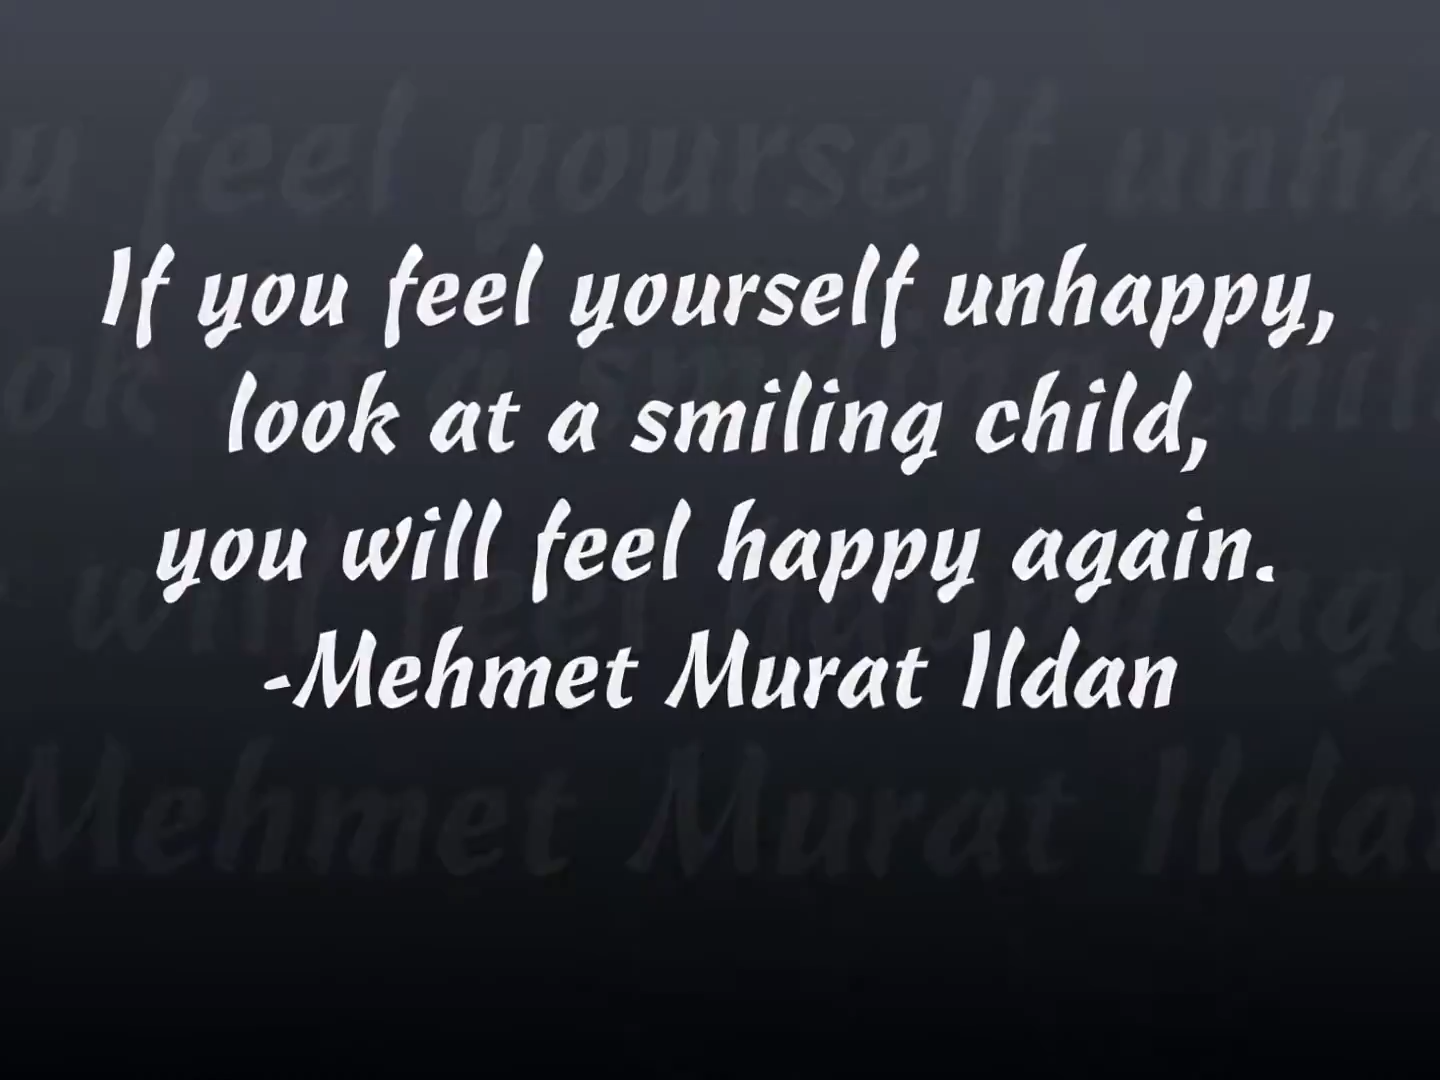 If you feel yourself unhappy,
look at a smiling child,
you will feel happy again.
-Mehmet Murat Ildan